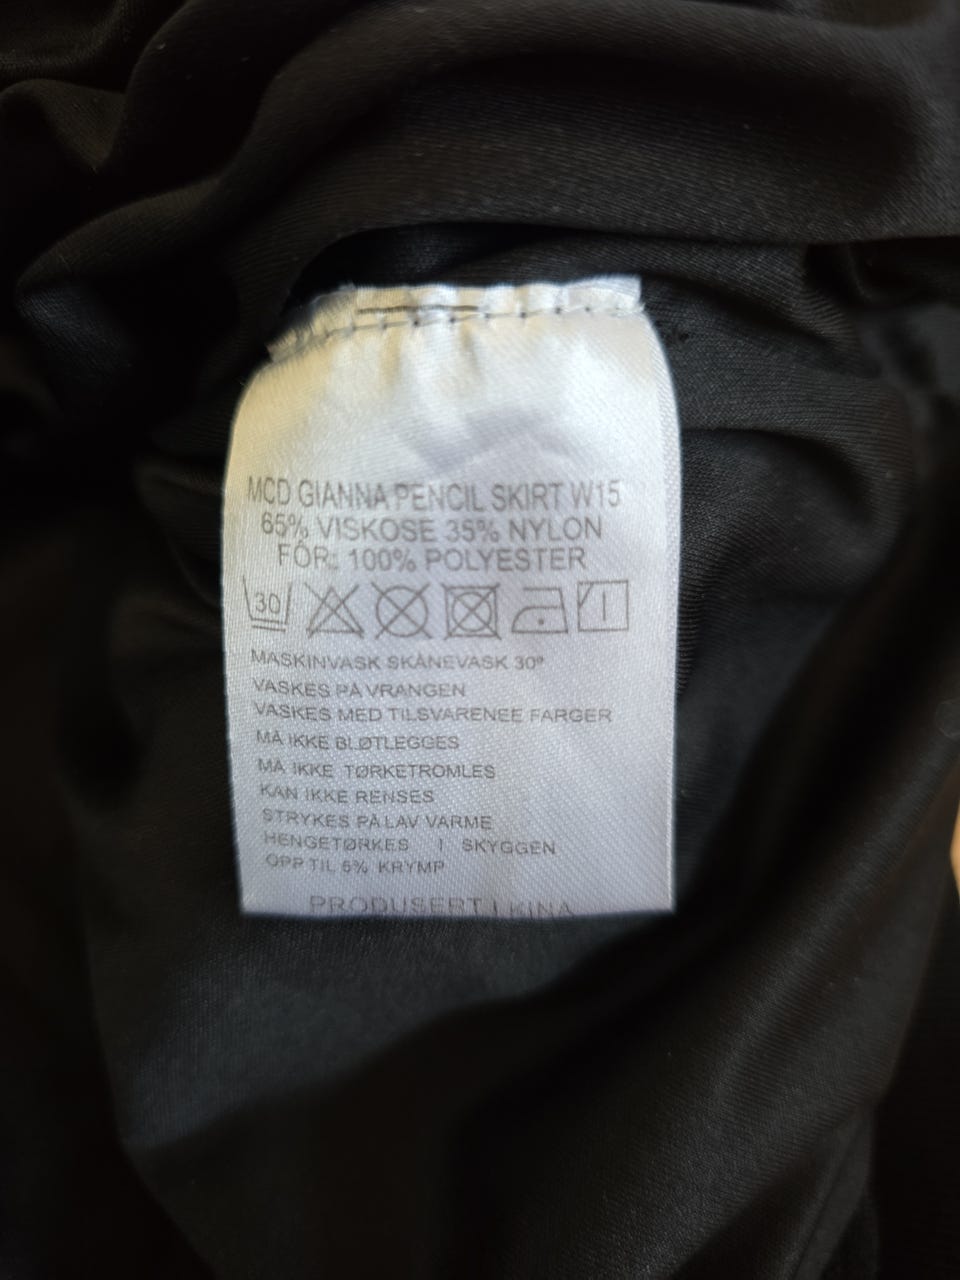 MCD GIANNA PENCIL SKIRT W15
65% VISKOSE 35% NYLON
FÔR: 100% POLYESTER
30
MASKINVASK SKÅNEVASK 30°
VASKES PÅ VRANGEN
VASKES MED TILSVARENEE FARGER
MÅ IKKE BLØTLEGGES
MÅ IKKE TØRKETROMLES
KAN IKKE RENSES
STRYKES PÅ LAV VARME
HENGETØRKES I SKYGGEN
OPP TIL 5% KRYMP
PRODUSERT I KINA